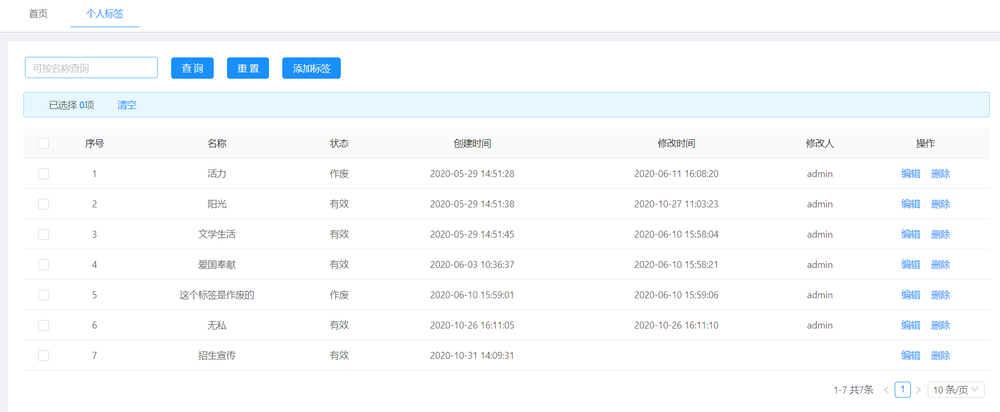 首页 个人标签
可按名称查询 查 询 重 置 添加标签
已选择 0项 清空
序号 名称 状态 创建时间 修改时间 修改人 操作
1 活力 作废 2020-05-29 14:51:28 2020-06-11 16:08:20 admin 编辑 删除
2 阳光 有效 2020-05-29 14:51:38 2020-10-27 11:03:23 admin 编辑 删除
3 文学生活 有效 2020-05-29 14:51:45 2020-06-10 15:58:04 admin 编辑 删除
4 爱国奉献 有效 2020-06-03 10:36:37 2020-06-10 15:58:21 admin 编辑 删除
5 这个标签是作废的 作废 2020-06-10 15:59:01 2020-06-10 15:59:06 admin 编辑 删除
6 无私 有效 2020-10-26 16:11:05 2020-10-26 16:11:10 admin 编辑 删除
7 招生宣传 有效 2020-10-31 14:09:31 编辑 删除
1-7 共7条 < 1 > 10 条/页